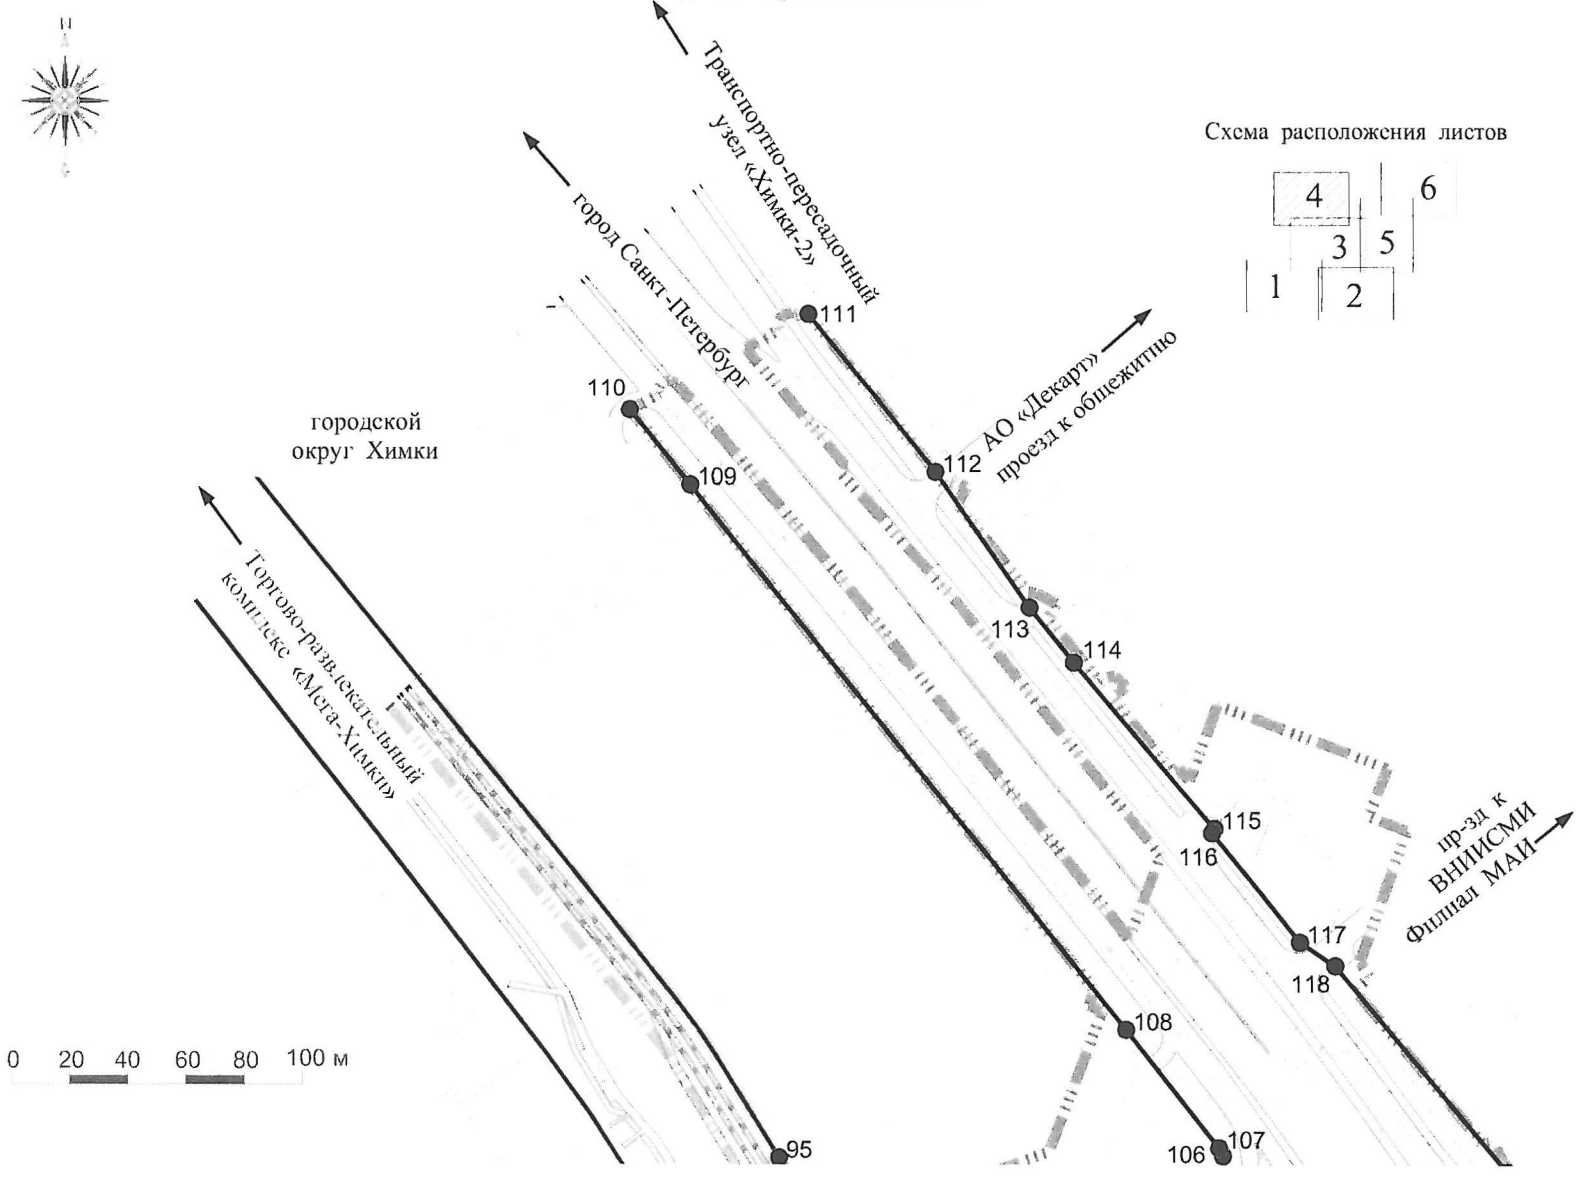 Транспортно-пересадочный
узел «Химки-2»
город Санкт-Петербург
Схема расположения листов
4
6
3
5
1
2
111
АО «Декарт»
проезд к общежитию
110
городской
округ Химки
112
109
Торгово-развлекательный
комплекс «Мега-Химки»
113
114
115
116
пр-зд к
ВНИИСМИ
Филиал МАИ
117
118
108
0 20 40 60 80 100 м
107
106
95